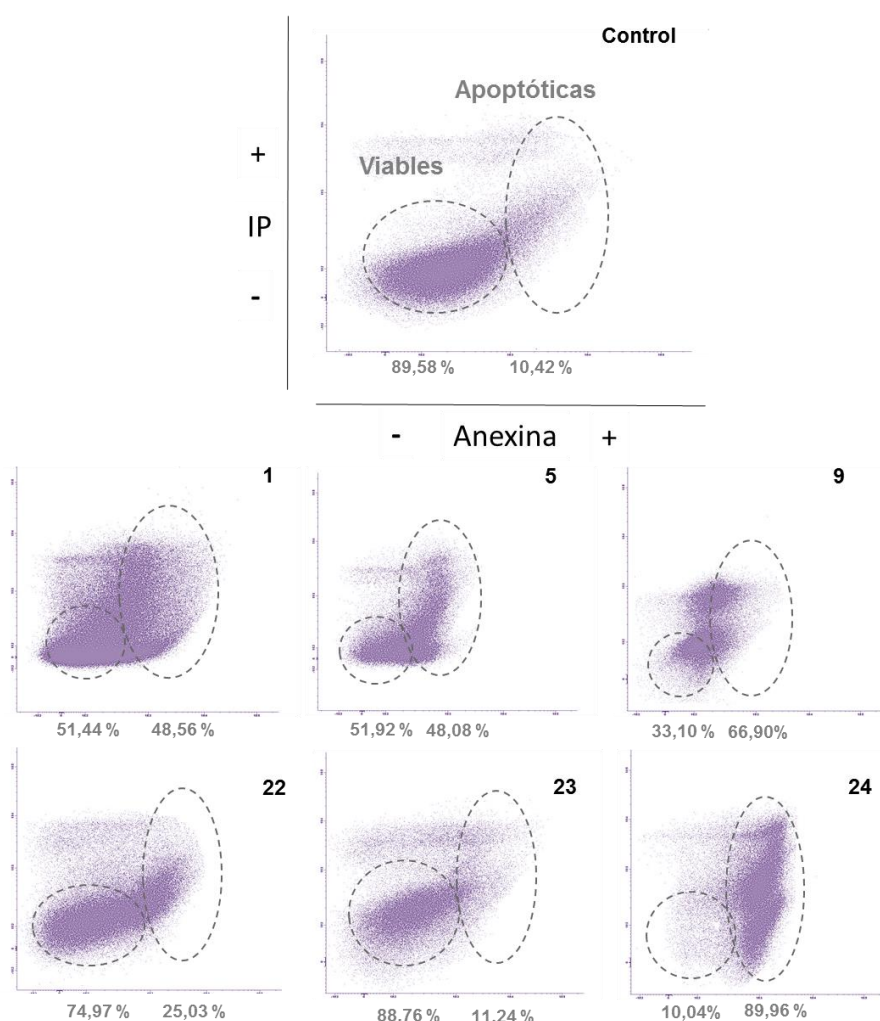 Control
Apoptóticas
Viables
+
IP
-
89,58 % 10,42 %
- Anexina +
1
5
9
51,44 % 48,56 %
51,92 % 48,08 %
33,10 % 66,90%
22
23
24
74,97 % 25,03 %
88,76 % 11,24 %
10,04% 89,96 %